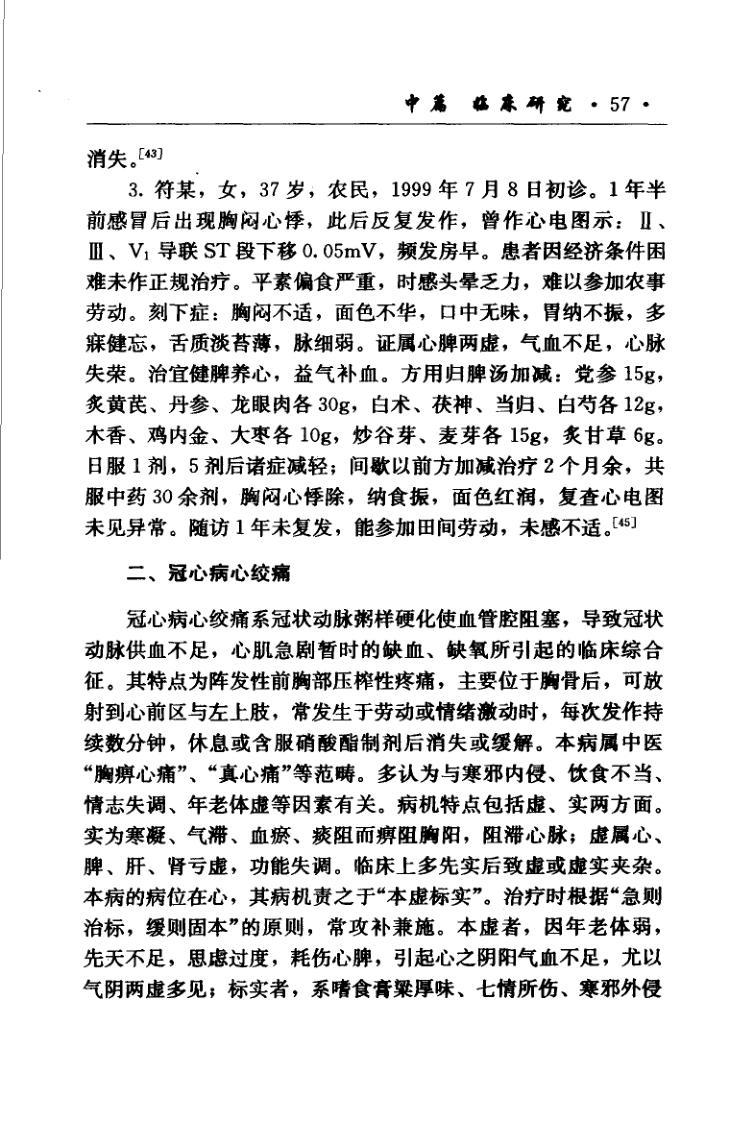 中篇 临床研究 · 57 ·
消失。[43]
3. 符某，女，37 岁，农民，1999 年 7 月 8 日初诊。1 年半
前感冒后出现胸闷心悸，此后反复发作，曾作心电图示：Ⅱ、
Ⅲ、V₁ 导联 ST 段下移 0.05mV，频发房早。患者因经济条件困
难未作正规治疗。平素偏食严重，时感头晕乏力，难以参加农事
劳动。刻下症：胸闷不适，面色不华，口中无味，胃纳不振，多
寐健忘，舌质淡苔薄，脉细弱。证属心脾两虚，气血不足，心脉
失荣。治宜健脾养心，益气补血。方用归脾汤加减：党参 15g，
炙黄芪、丹参、龙眼肉各 30g，白术、茯神、当归、白芍各 12g，
木香、鸡内金、大枣各 10g，炒谷芽、麦芽各 15g，炙甘草 6g。
日服 1 剂，5 剂后诸症减轻；间歇以前方加减治疗 2 个月余，共
服中药 30 余剂，胸闷心悸除，纳食振，面色红润，复查心电图
未见异常。随访 1 年未复发，能参加田间劳动，未感不适。[45]
二、冠心病心绞痛
冠心病心绞痛系冠状动脉粥样硬化使血管腔阻塞，导致冠状
动脉供血不足，心肌急剧暂时的缺血、缺氧所引起的临床综合
征。其特点为阵发性前胸部压榨性疼痛，主要位于胸骨后，可放
射到心前区与左上肢，常发生于劳动或情绪激动时，每次发作持
续数分钟，休息或含服硝酸酯制剂后消失或缓解。本病属中医
“胸痹心痛”、“真心痛”等范畴。多认为与寒邪内侵、饮食不当、
情志失调、年老体虚等因素有关。病机特点包括虚、实两方面。
实为寒凝、气滞、血瘀、痰阻而痹阻胸阳，阻滞心脉；虚属心、
脾、肝、肾亏虚，功能失调。临床上多先实后致虚或虚实夹杂。
本病的病位在心，其病机责之于“本虚标实”。治疗时根据“急则
治标，缓则固本”的原则，常攻补兼施。本虚者，因年老体弱，
先天不足，思虑过度，耗伤心脾，引起心之阴阳气血不足，尤以
气阴两虚多见；标实者，系嗜食膏粱厚味、七情所伤、寒邪外侵